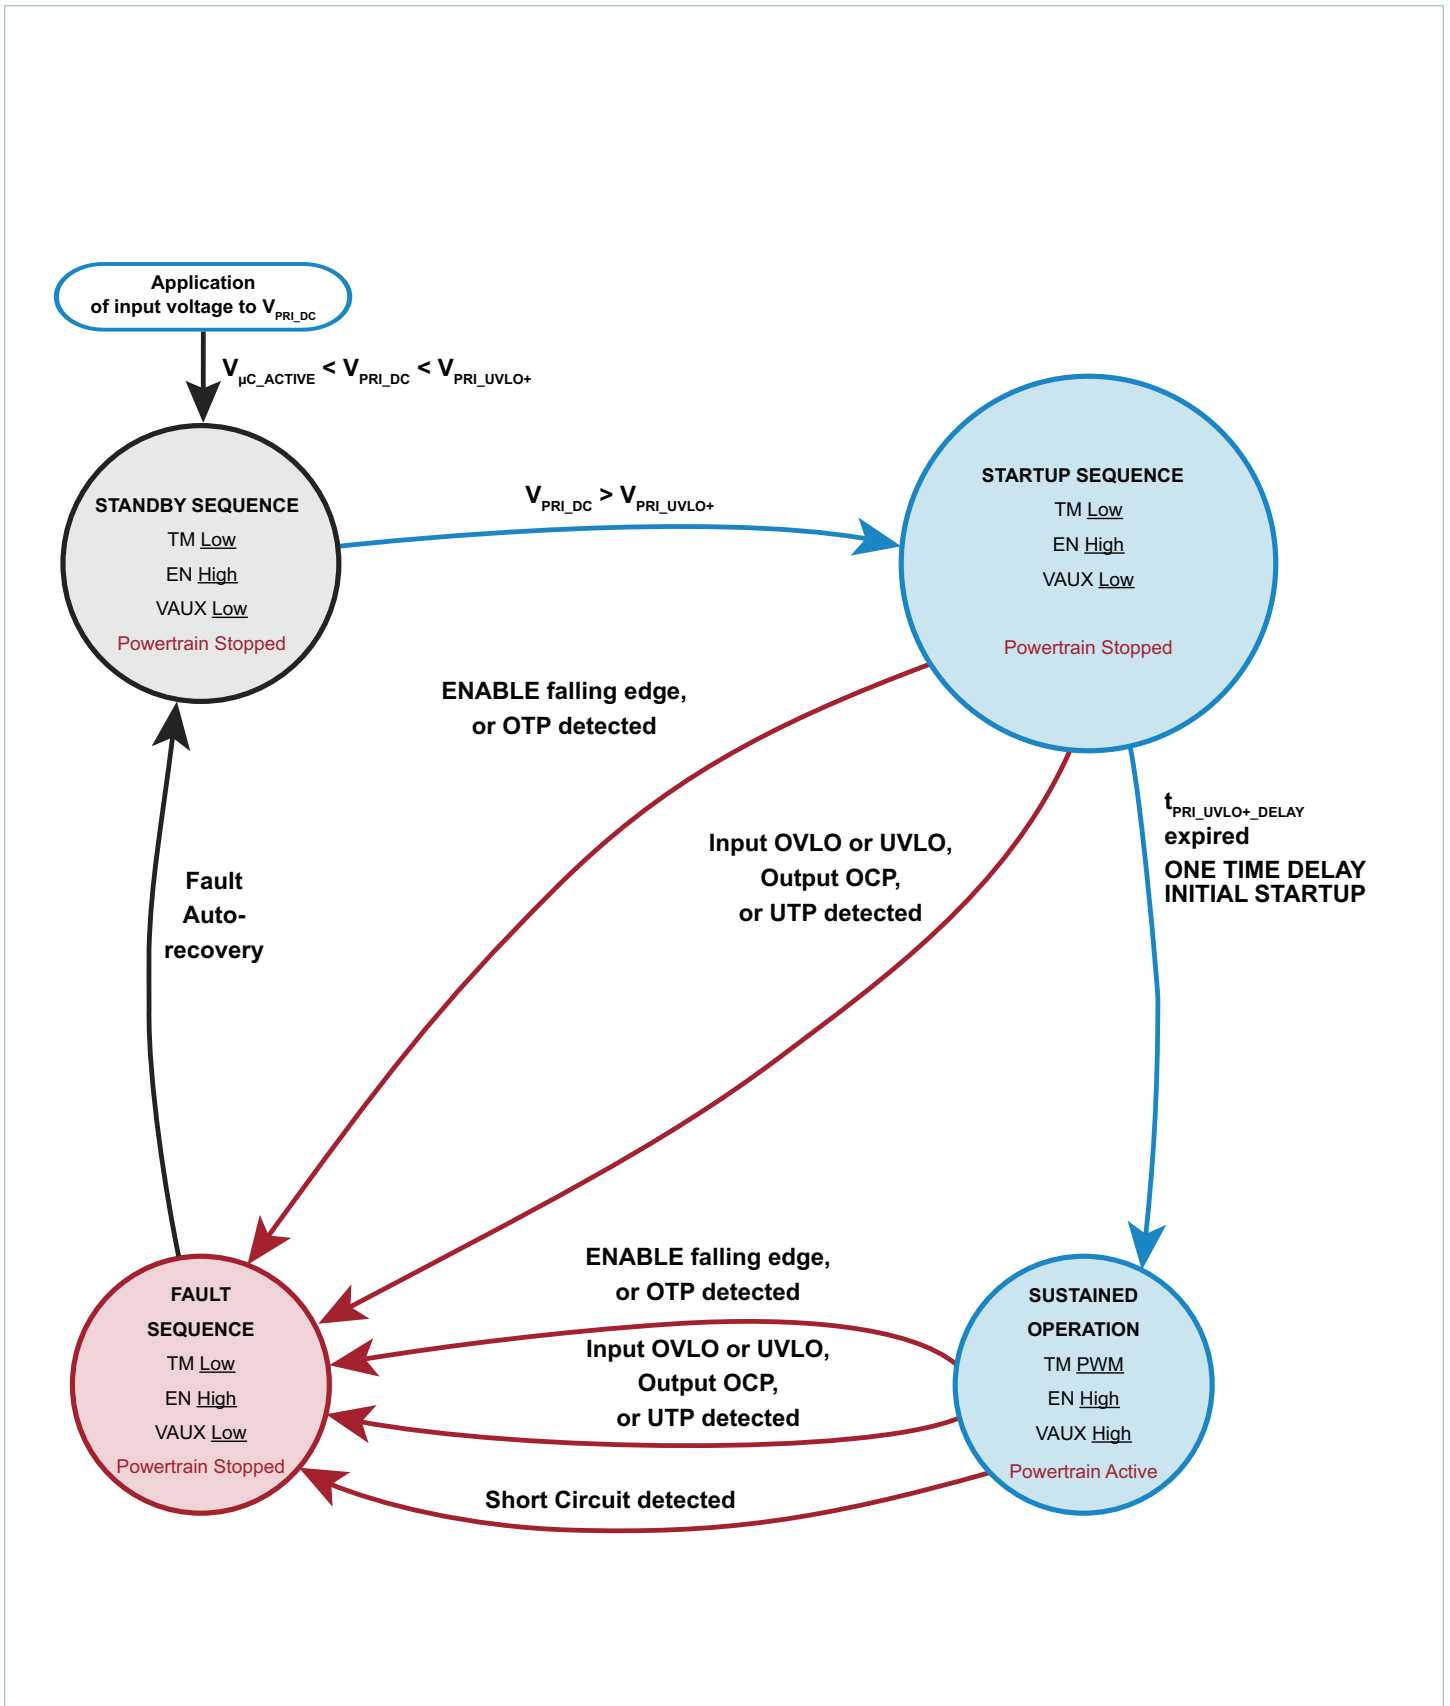 Application
of input voltage to VPRI_DC
VµC_ACTIVE < VPRI_DC < VPRI_UVLO+
STANDBY SEQUENCE
TM Low
EN High
VAUX Low
Powertrain Stopped
VPRI_DC > VPRI_UVLO+
STARTUP SEQUENCE
TM Low
EN High
VAUX Low
Powertrain Stopped
ENABLE falling edge,
or OTP detected
Input OVLO or UVLO,
Output OCP,
or UTP detected
tPRI_UVLO+_DELAY
expired
ONE TIME DELAY
INITIAL STARTUP
Fault
Auto-
recovery
ENABLE falling edge,
or OTP detected
Input OVLO or UVLO,
Output OCP,
or UTP detected
Short Circuit detected
FAULT
SEQUENCE
TM Low
EN High
VAUX Low
Powertrain Stopped
SUSTAINED
OPERATION
TM PWM
EN High
VAUX High
Powertrain Active